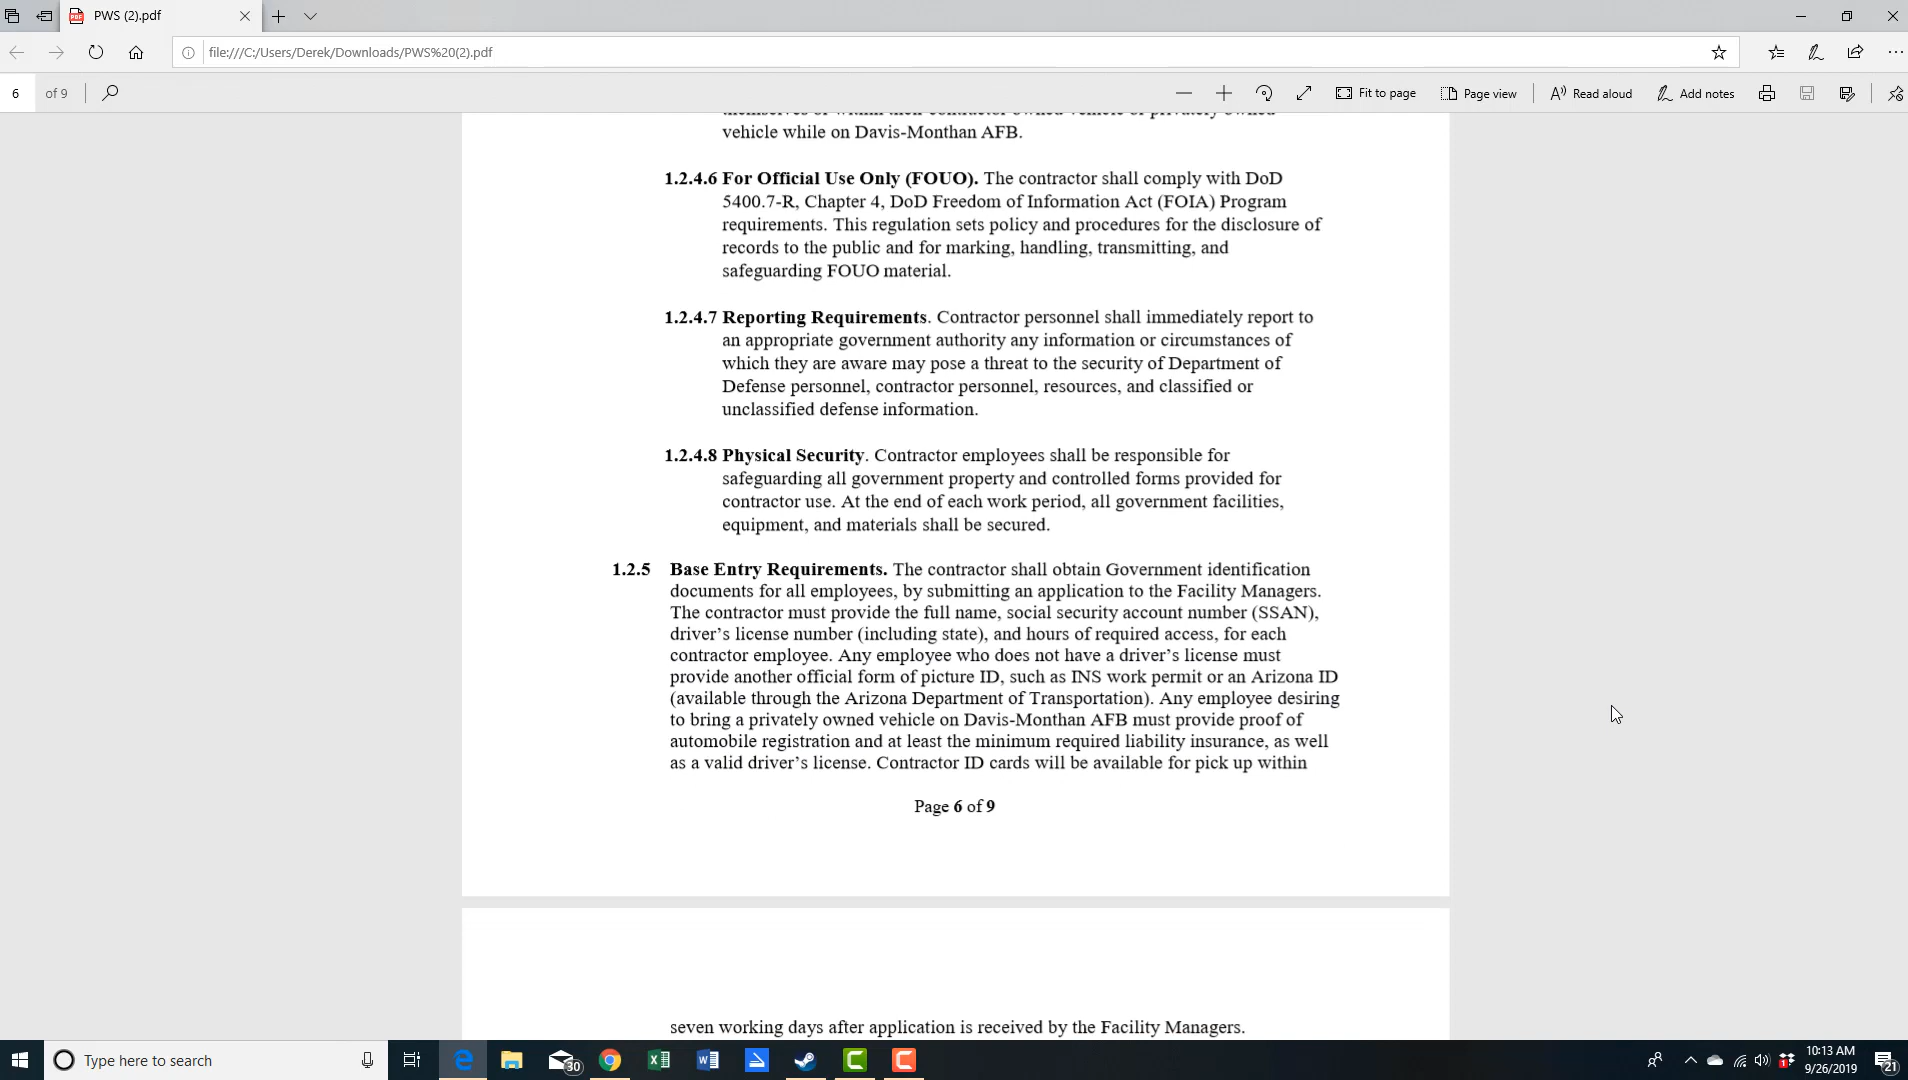 PWS (2).pdf
file:///C:/Users/Derek/Downloads/PWS%20(2).pdf
6 of 9 Fit to page Page view Read aloud Add notes
themselves or within their contractor owned vehicle or privately owned
vehicle while on Davis-Monthan AFB.
1.2.4.6 For Official Use Only (FOUO). The contractor shall comply with DoD
5400.7-R, Chapter 4, DoD Freedom of Information Act (FOIA) Program
requirements. This regulation sets policy and procedures for the disclosure of
records to the public and for marking, handling, transmitting, and
safeguarding FOUO material.
1.2.4.7 Reporting Requirements. Contractor personnel shall immediately report to
an appropriate government authority any information or circumstances of
which they are aware may pose a threat to the security of Department of
Defense personnel, contractor personnel, resources, and classified or
unclassified defense information.
1.2.4.8 Physical Security. Contractor employees shall be responsible for
safeguarding all government property and controlled forms provided for
contractor use. At the end of each work period, all government facilities,
equipment, and materials shall be secured.
1.2.5 Base Entry Requirements. The contractor shall obtain Government identification
documents for all employees, by submitting an application to the Facility Managers.
The contractor must provide the full name, social security account number (SSAN),
driver's license number (including state), and hours of required access, for each
contractor employee. Any employee who does not have a driver's license must
provide another official form of picture ID, such as INS work permit or an Arizona ID
(available through the Arizona Department of Transportation). Any employee desiring
to bring a privately owned vehicle on Davis-Monthan AFB must provide proof of
automobile registration and at least the minimum required liability insurance, as well
as a valid driver's license. Contractor ID cards will be available for pick up within
Page 6 of 9
seven working days after application is received by the Facility Managers.
Type here to search
30
10:13 AM
9/26/2019
21